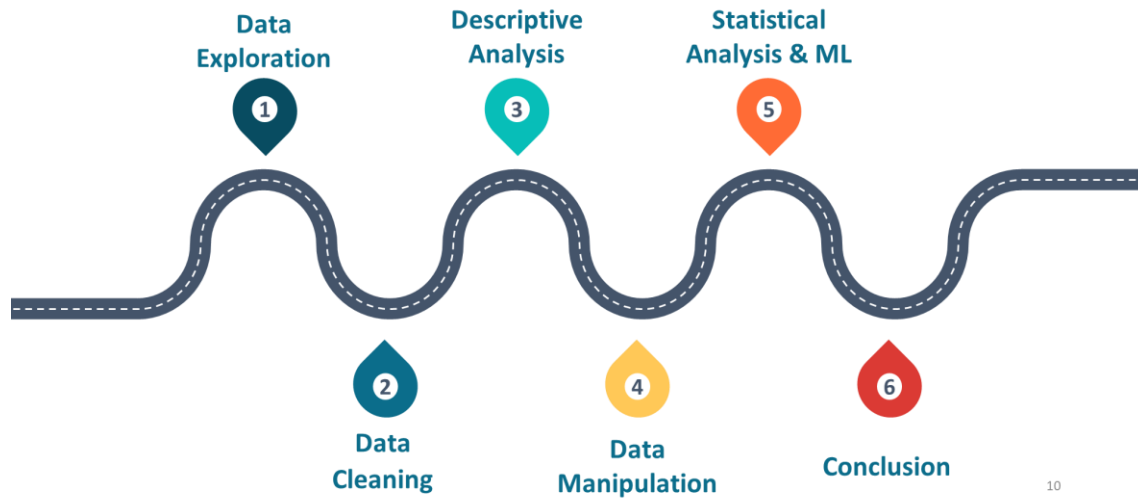 Data
Exploration
1
2
Data
Cleaning
Descriptive
Analysis
3
4
Data
Manipulation
Statistical
Analysis & ML
5
6
Conclusion
10